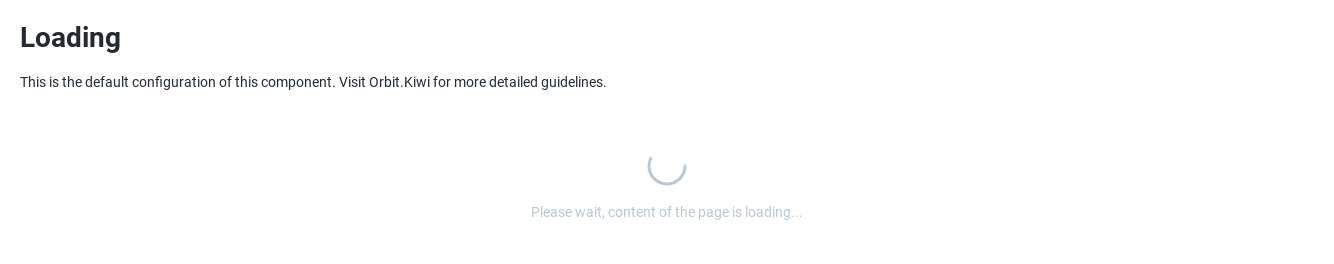 Loading
This is the default configuration of this component. Visit Orbit.Kiwi for more detailed guidelines.
Please wait, content of the page is loading...